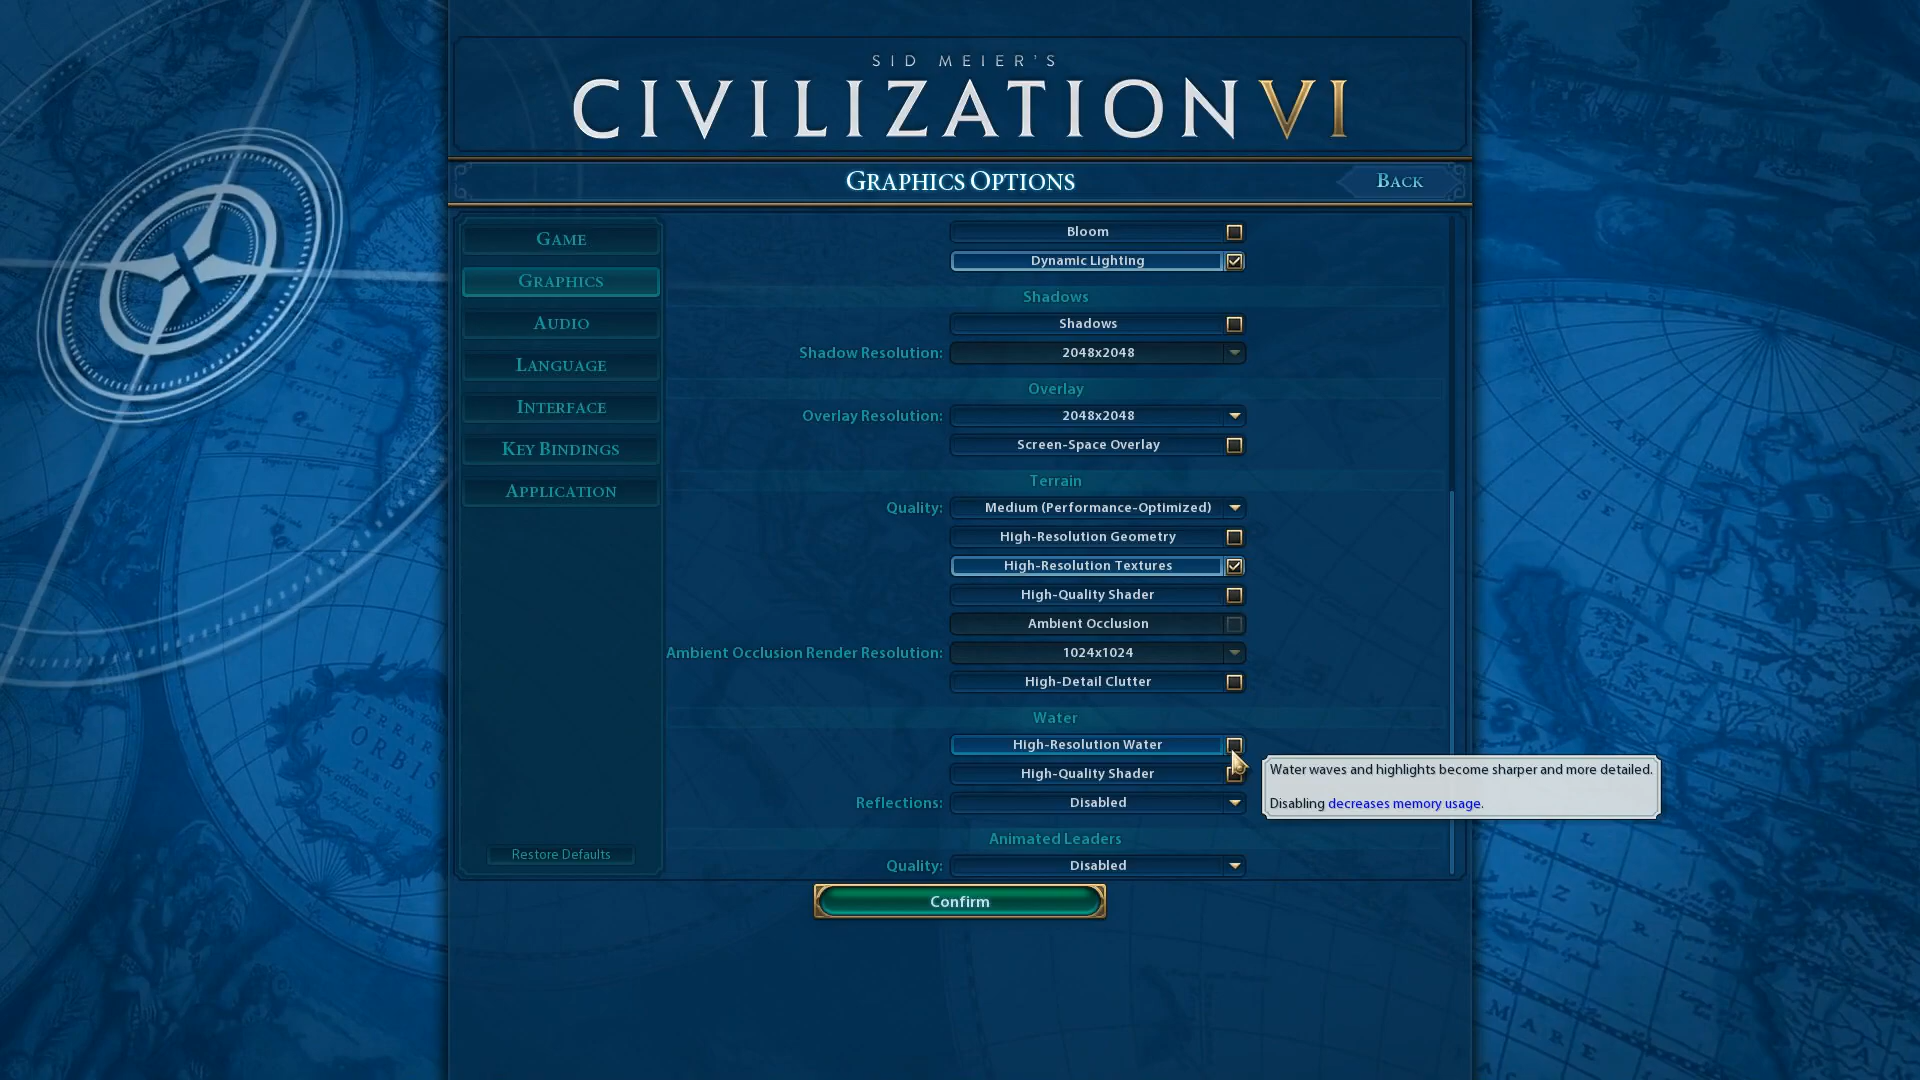 SID MEIER'S
CIVILIZATION VI
GRAPHICS OPTIONS
BACK
GAME
GRAPHICS
AUDIO
LANGUAGE
INTERFACE
KEY BINDINGS
APPLICATION
Restore Defaults
Bloom
Dynamic Lighting
Shadows
Shadows
Shadow Resolution: 2048x2048
Overlay
Overlay Resolution: 2048x2048
Screen-Space Overlay
Terrain
Quality: Medium (Performance-Optimized)
High-Resolution Geometry
High-Resolution Textures
High-Quality Shader
Ambient Occlusion
Ambient Occlusion Render Resolution: 1024x1024
High-Detail Clutter
Water
High-Resolution Water
High-Quality Shader
Reflections: Disabled
Animated Leaders
Quality: Disabled
Water waves and highlights become sharper and more detailed.
Disabling decreases memory usage.
Confirm
TERRAR
ORBIS